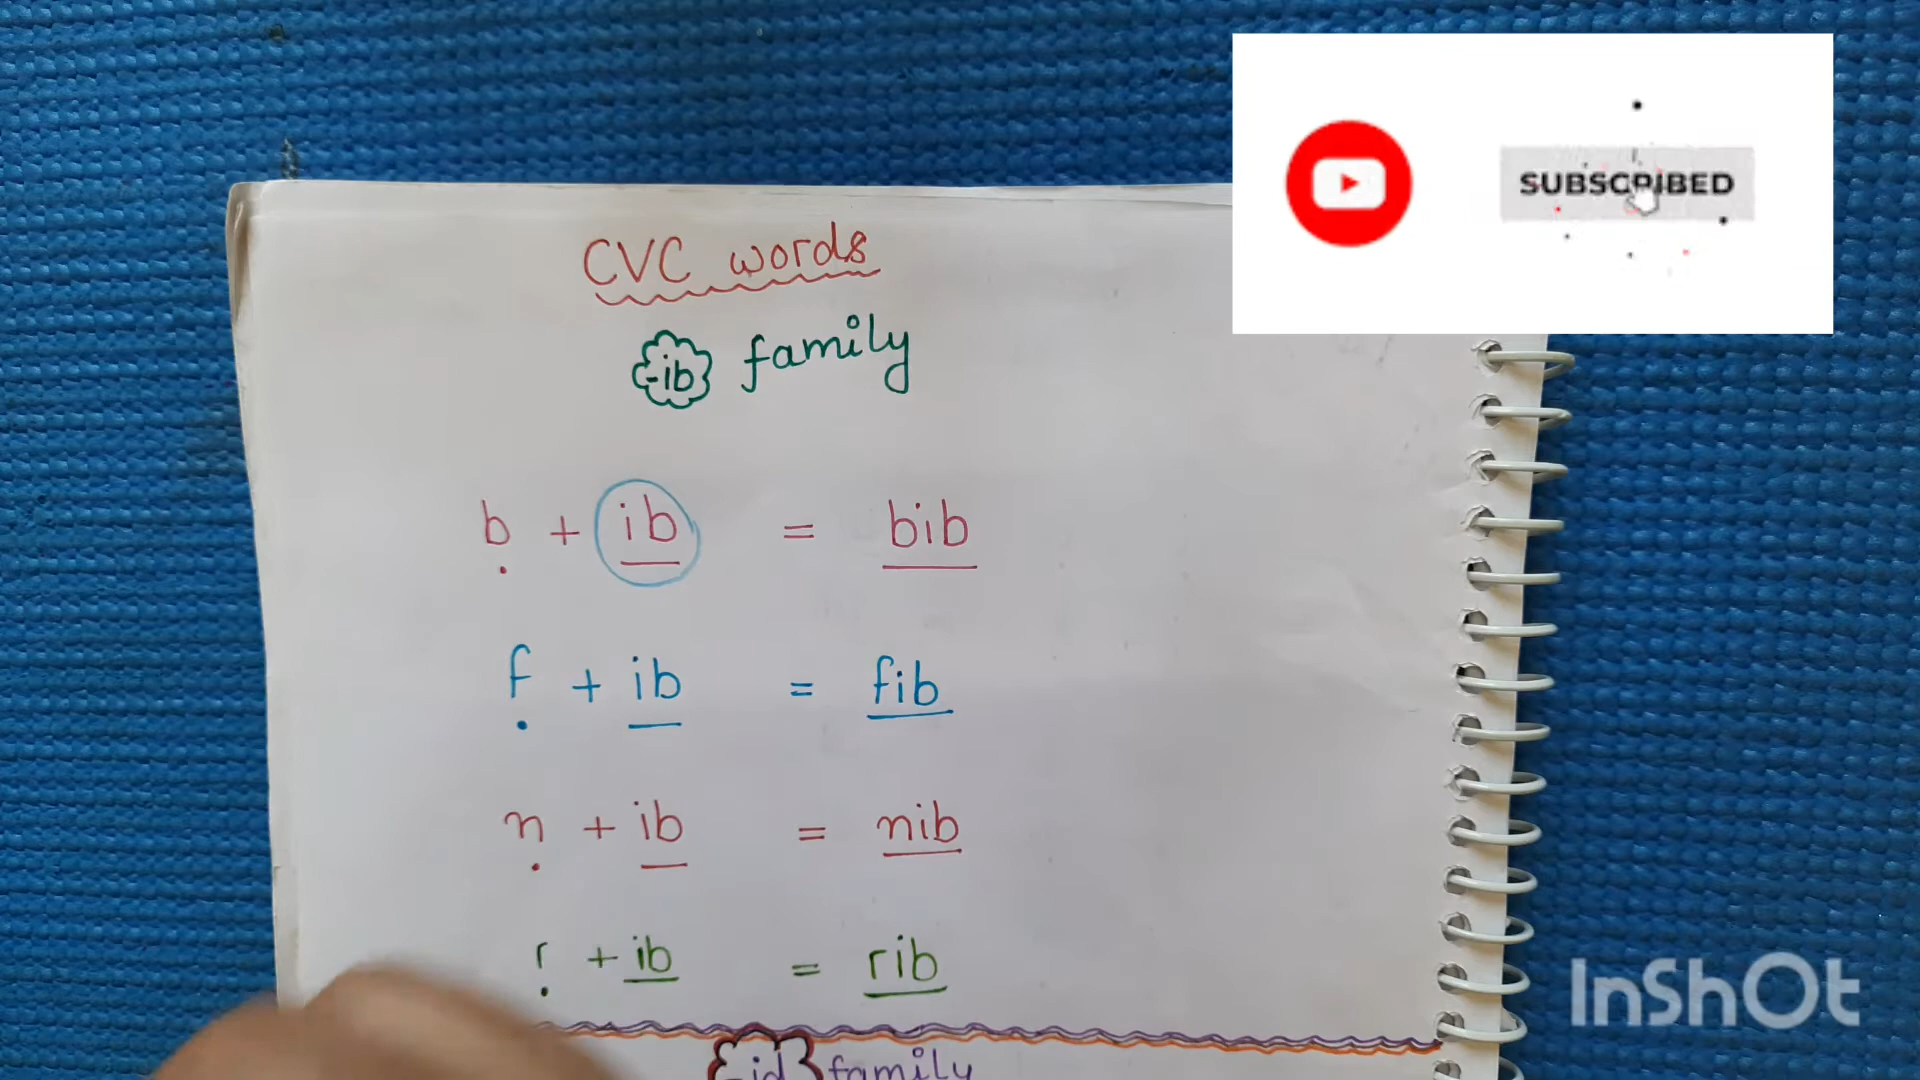 SUBSCRIBED
CVC words
-ib family
b + ib = bib
f + ib = fib
n + ib = nib
r + ib = rib
-id family
InShOt